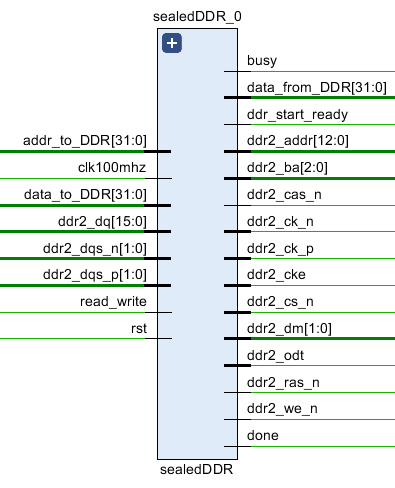 sealedDDR_0
busy
data_from_DDR[31:0]
ddr_start_ready
addr_to_DDR[31:0]
ddr2_addr[12:0]
clk100mhz
ddr2_ba[2:0]
data_to_DDR[31:0]
ddr2_cas_n
ddr2_dq[15:0]
ddr2_ck_n
ddr2_dqs_n[1:0]
ddr2_ck_p
ddr2_dqs_p[1:0]
ddr2_cke
read_write
ddr2_cs_n
rst
ddr2_dm[1:0]
ddr2_odt
ddr2_ras_n
ddr2_we_n
done
sealedDDR